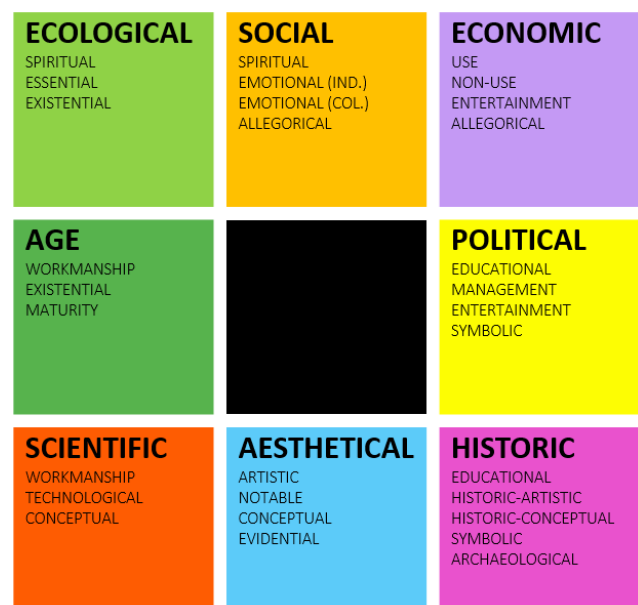 ECOLOGICAL
SPIRITUAL
ESSENTIAL
EXISTENTIAL
SOCIAL
SPIRITUAL
EMOTIONAL (IND.)
EMOTIONAL (COL.)
ALLEGORICAL
ECONOMIC
USE
NON-USE
ENTERTAINMENT
ALLEGORICAL
AGE
WORKMANSHIP
EXISTENTIAL
MATURITY
POLITICAL
EDUCATIONAL
MANAGEMENT
ENTERTAINMENT
SYMBOLIC
SCIENTIFIC
WORKMANSHIP
TECHNOLOGICAL
CONCEPTUAL
AESTHETICAL
ARTISTIC
NOTABLE
CONCEPTUAL
EVIDENTIAL
HISTORIC
EDUCATIONAL
HISTORIC-ARTISTIC
HISTORIC-CONCEPTUAL
SYMBOLIC
ARCHAEOLOGICAL